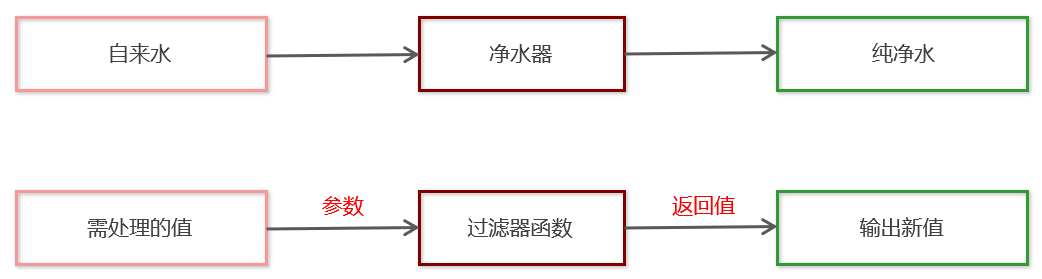 自来水
净水器
纯净水
需处理的值
参数
过滤器函数
返回值
输出新值